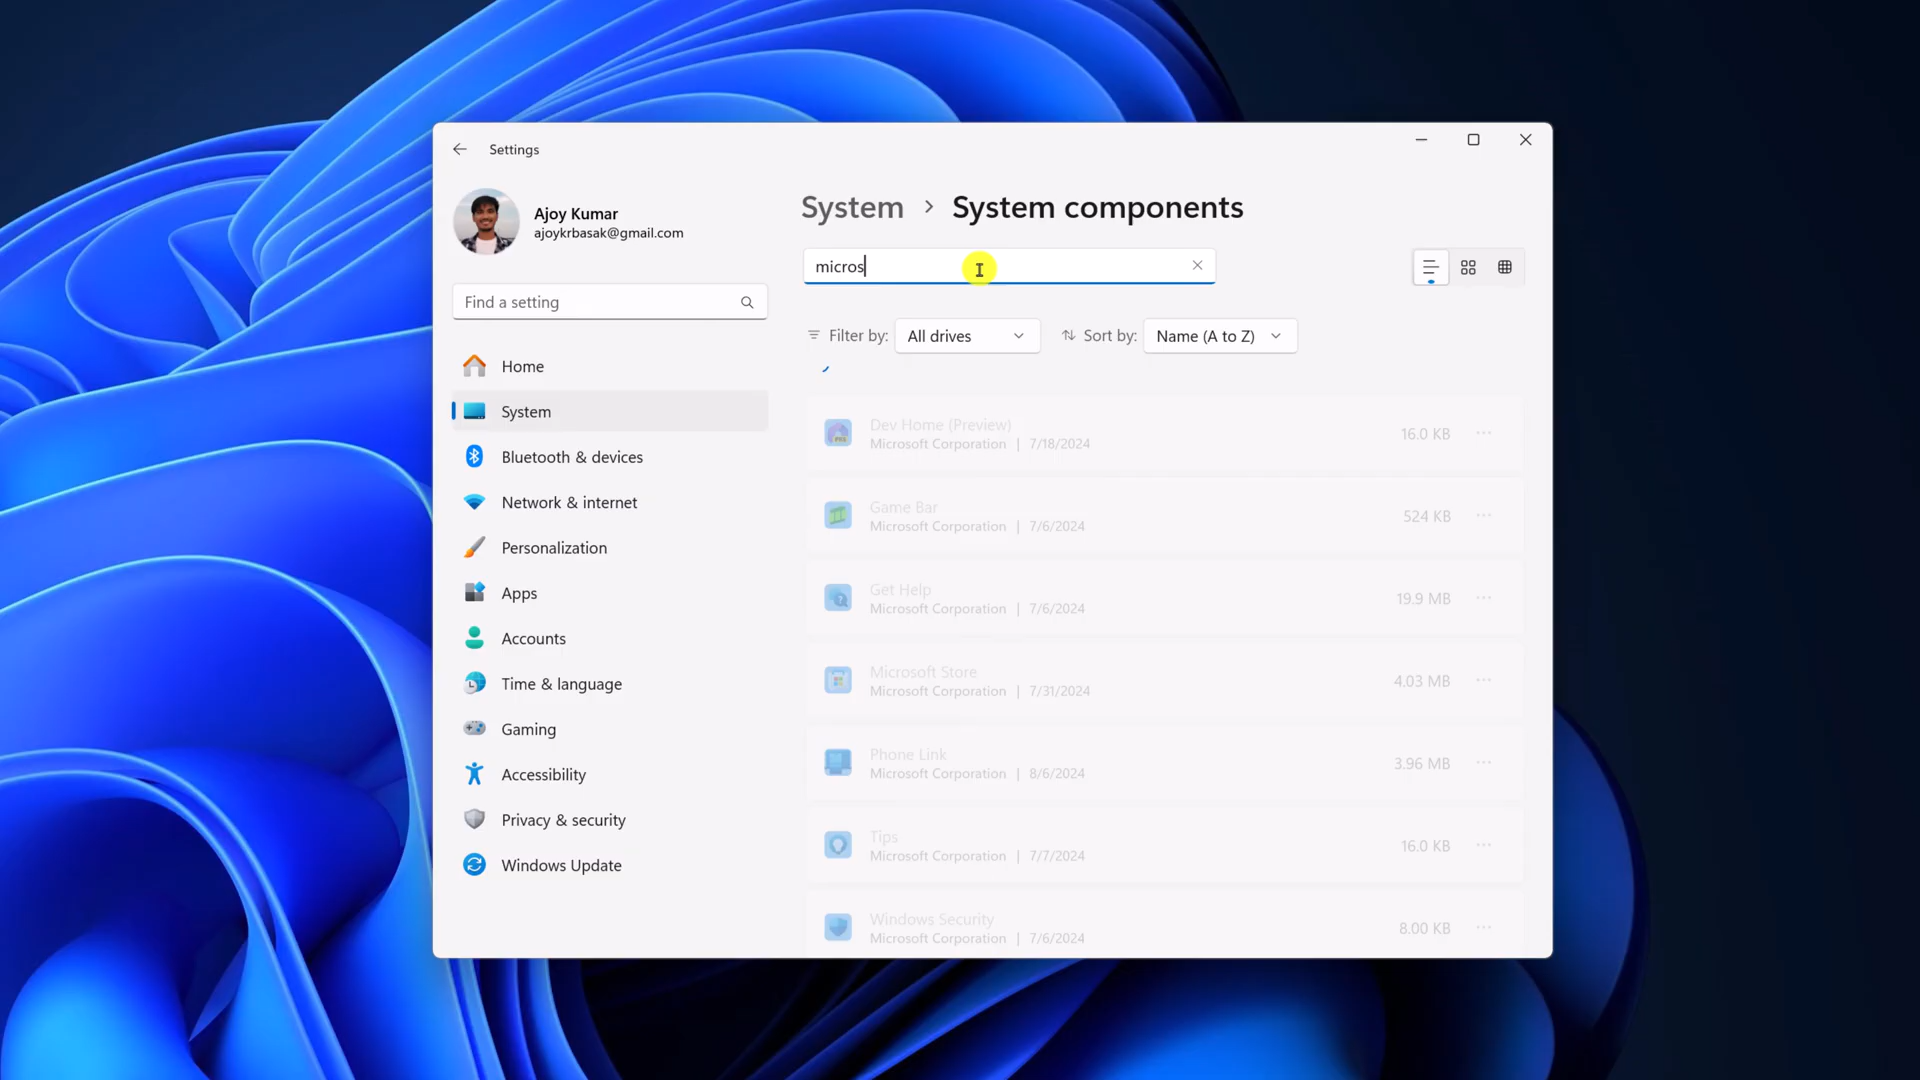 Settings
Ajoy Kumar
ajoykrbasak@gmail.com
Find a setting
Home
System
Bluetooth & devices
Network & internet
Personalization
Apps
Accounts
Time & language
Gaming
Accessibility
Privacy & security
Windows Update
System > System components
micros
Filter by: All drives Sort by: Name (A to Z)
Dev Home (Preview)
Microsoft Corporation | 7/18/2024
16.0 KB
Game Bar
Microsoft Corporation | 7/6/2024
524 KB
Get Help
Microsoft Corporation | 7/6/2024
19.9 MB
Microsoft Store
Microsoft Corporation | 7/31/2024
4.03 MB
Phone Link
Microsoft Corporation | 8/6/2024
3.96 MB
Tips
Microsoft Corporation | 7/7/2024
16.0 KB
Windows Security
Microsoft Corporation | 7/6/2024
8.00 KB